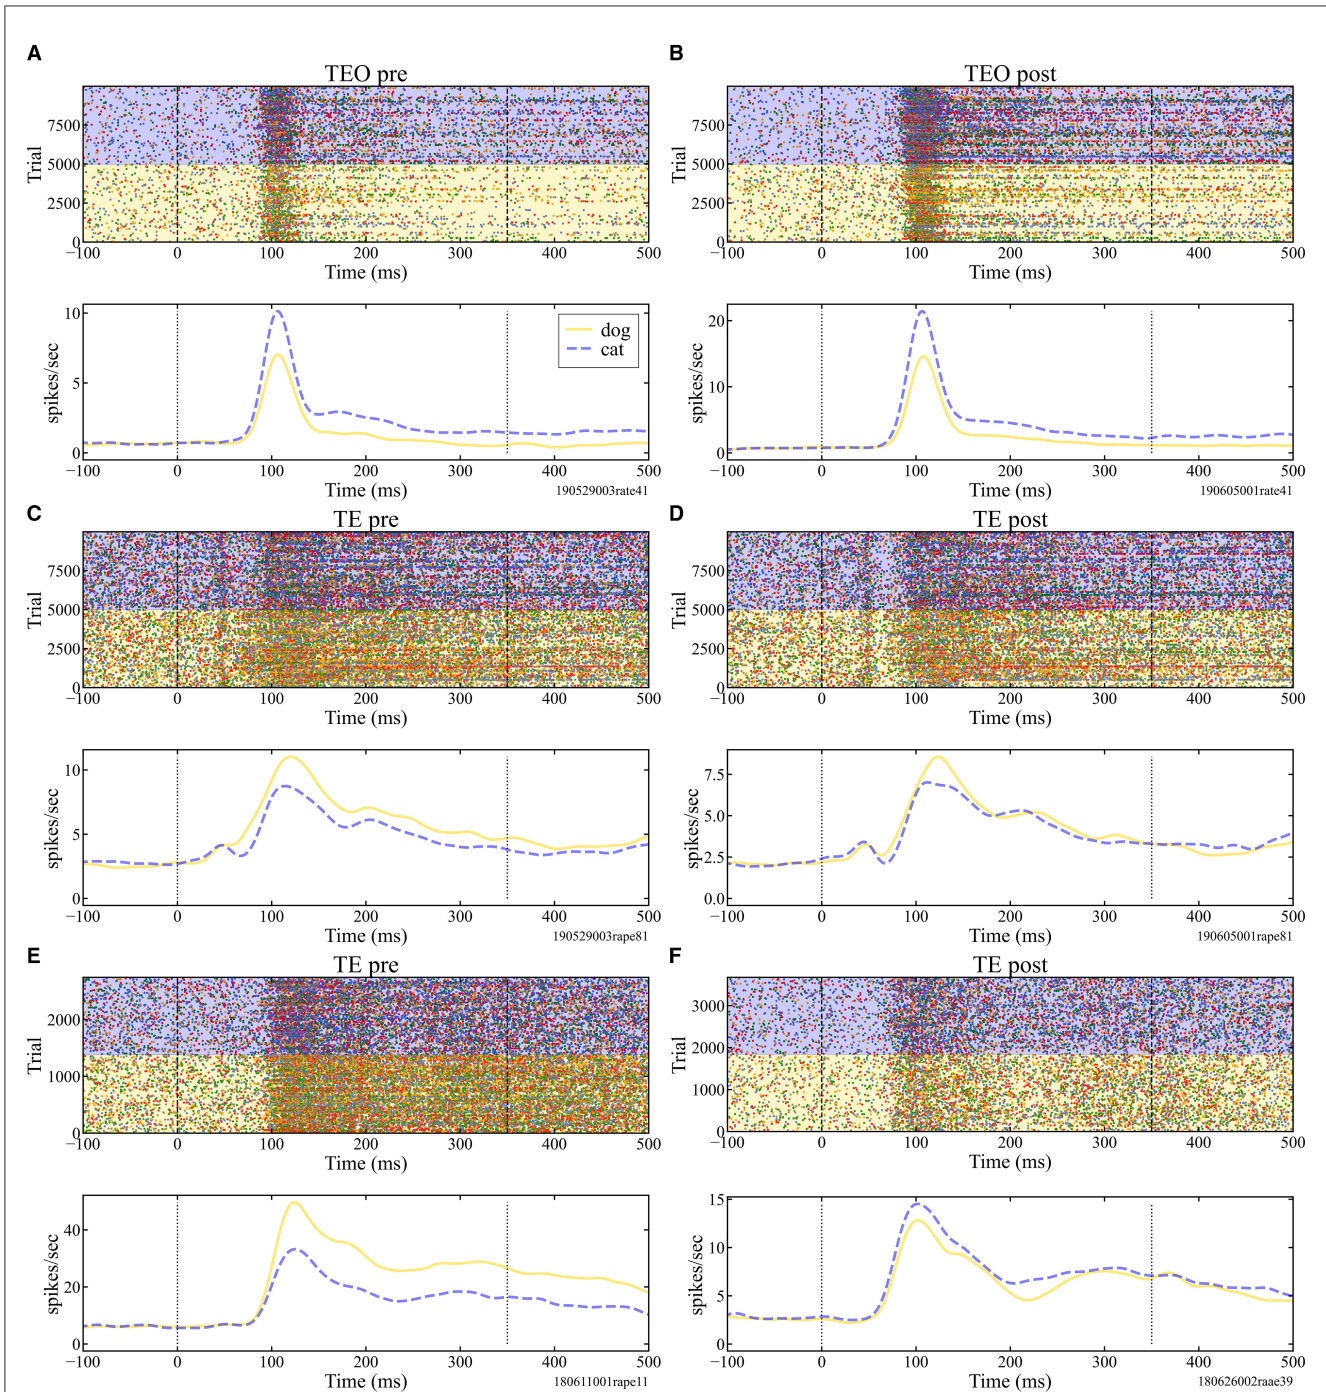 A
TEO pre
Trial
7500
5000
2500
0
−100 0 100 200 300 400 500
Time (ms)
spikes/sec
10
5
0
dog
cat
−100 0 100 200 300 400 500
Time (ms)
190529003rate41
B
TEO post
Trial
7500
5000
2500
0
−100 0 100 200 300 400 500
Time (ms)
spikes/sec
20
10
0
−100 0 100 200 300 400 500
Time (ms)
190605001rate41
C
TE pre
Trial
7500
5000
2500
0
−100 0 100 200 300 400 500
Time (ms)
spikes/sec
10
5
0
−100 0 100 200 300 400 500
Time (ms)
190529003rape81
D
TE post
Trial
7500
5000
2500
0
−100 0 100 200 300 400 500
Time (ms)
spikes/sec
7.5
5.0
2.5
0.0
−100 0 100 200 300 400 500
Time (ms)
190605001rape81
E
TE pre
Trial
2000
1000
0
−100 0 100 200 300 400 500
Time (ms)
spikes/sec
40
20
0
−100 0 100 200 300 400 500
Time (ms)
180611001rape11
F
TE post
Trial
3000
2000
1000
0
−100 0 100 200 300 400 500
Time (ms)
spikes/sec
15
10
5
0
−100 0 100 200 300 400 500
Time (ms)
180626002raae39